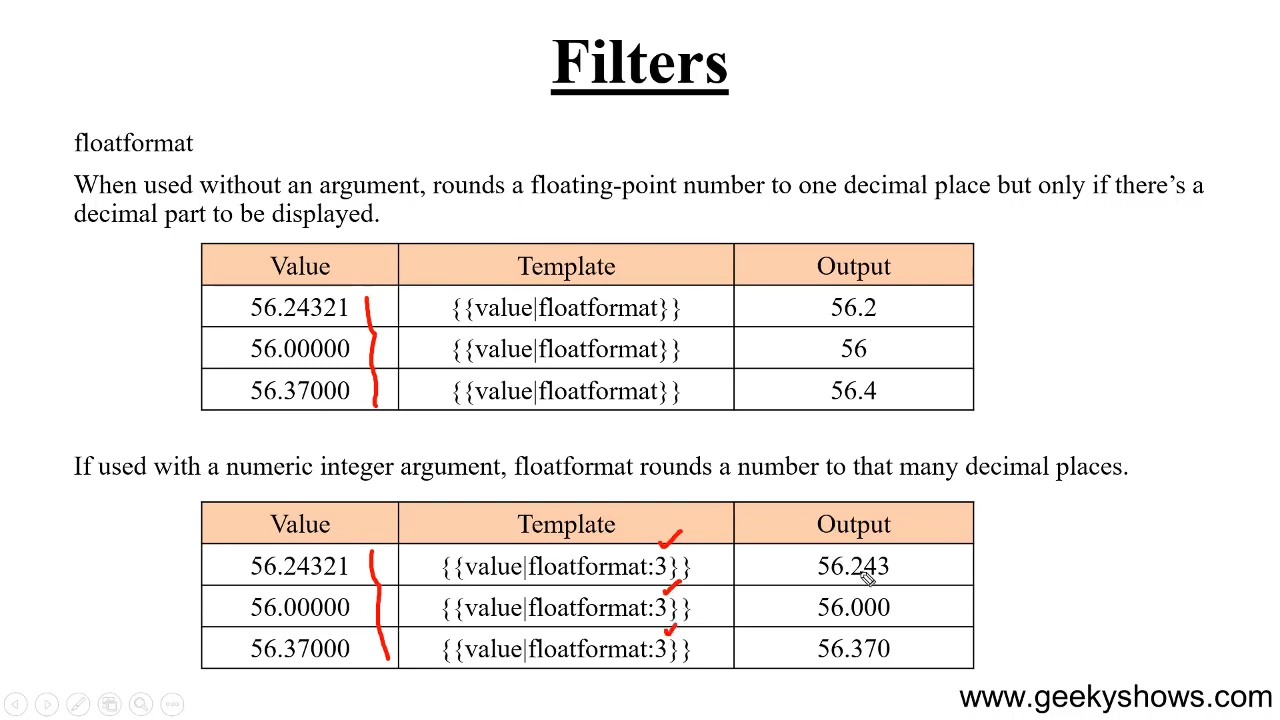 Filters
floatformat
When used without an argument, rounds a floating-point number to one decimal place but only if there’s a
decimal part to be displayed.
Value Template Output
56.24321 {{value|floatformat}} 56.2
56.00000 {{value|floatformat}} 56
56.37000 {{value|floatformat}} 56.4
If used with a numeric integer argument, floatformat rounds a number to that many decimal places.
Value Template Output
56.24321 {{value|floatformat:3}} 56.243
56.00000 {{value|floatformat:3}} 56.000
56.37000 {{value|floatformat:3}} 56.370
www.geekyshows.com